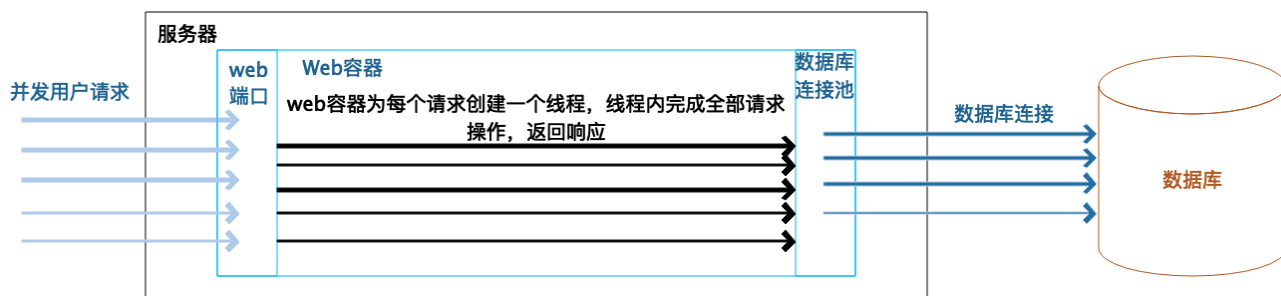 服务器
并发用户请求
web
端口
Web容器
web容器为每个请求创建一个线程，线程内完成全部请求
操作，返回响应
数据库
连接池
数据库连接
数据库